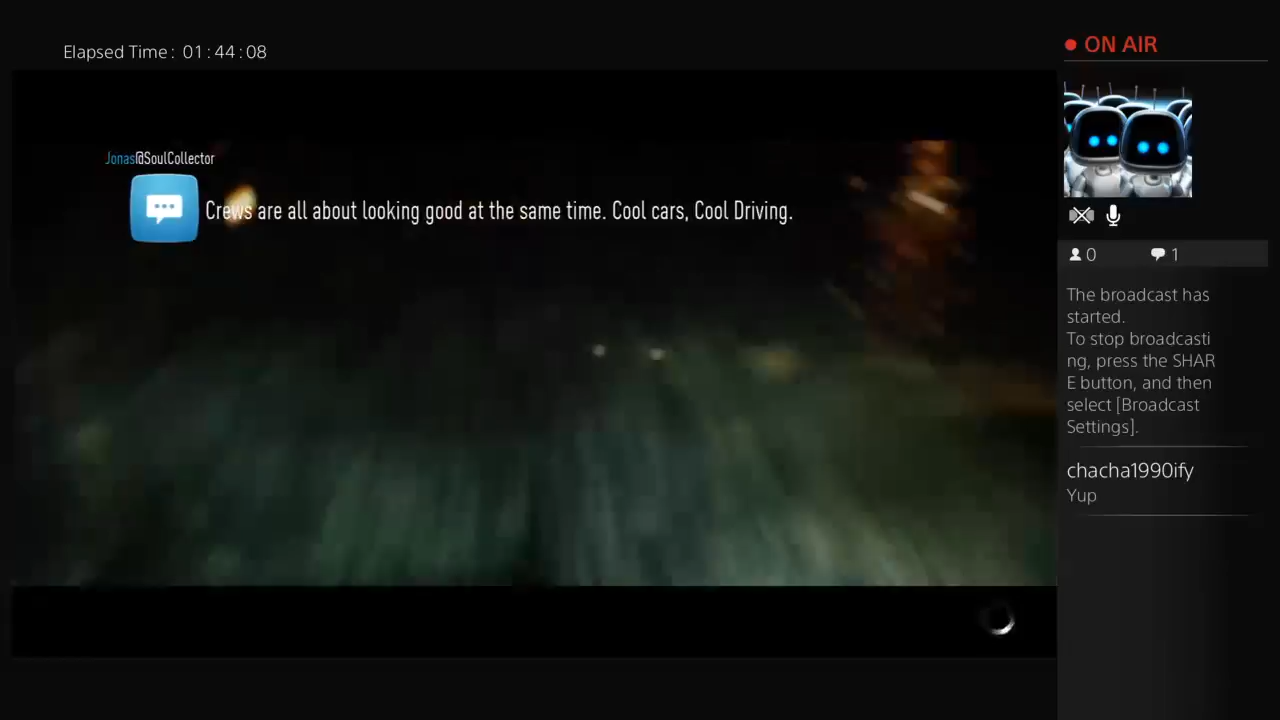 Elapsed Time: 01:44:08
ON AIR
Jonas@SoulCollector
Crews are all about looking good at the same time. Cool cars, Cool Driving.
0 1
The broadcast has
started.
To stop broadcasti
ng, press the SHAR
E button, and then
select [Broadcast
Settings].
chacha1990ify
Yup